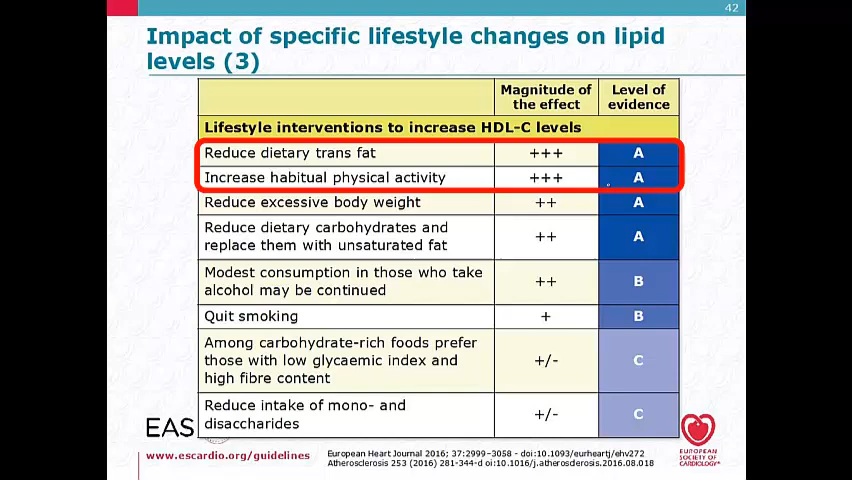 42
Impact of specific lifestyle changes on lipid
levels (3)
Magnitude of
the effect
Level of
evidence
Lifestyle interventions to increase HDL-C levels
Reduce dietary trans fat +++ A
Increase habitual physical activity +++ A
Reduce excessive body weight ++ A
Reduce dietary carbohydrates and
replace them with unsaturated fat ++ A
Modest consumption in those who take
alcohol may be continued ++ B
Quit smoking + B
Among carbohydrate-rich foods prefer
those with low glycaemic index and
high fibre content +/- C
Reduce intake of mono- and
disaccharides +/- C
EAS
EUROPEAN
SOCIETY OF
CARDIOLOGY®
www.escardio.org/guidelines
European Heart Journal 2016; 37:2999–3058 - doi:10:1093/eurheartj/ehv272
Atherosclerosis 253 (2016) 281-344-d oi:10.1016/j.atherosclerosis.2016.08.018